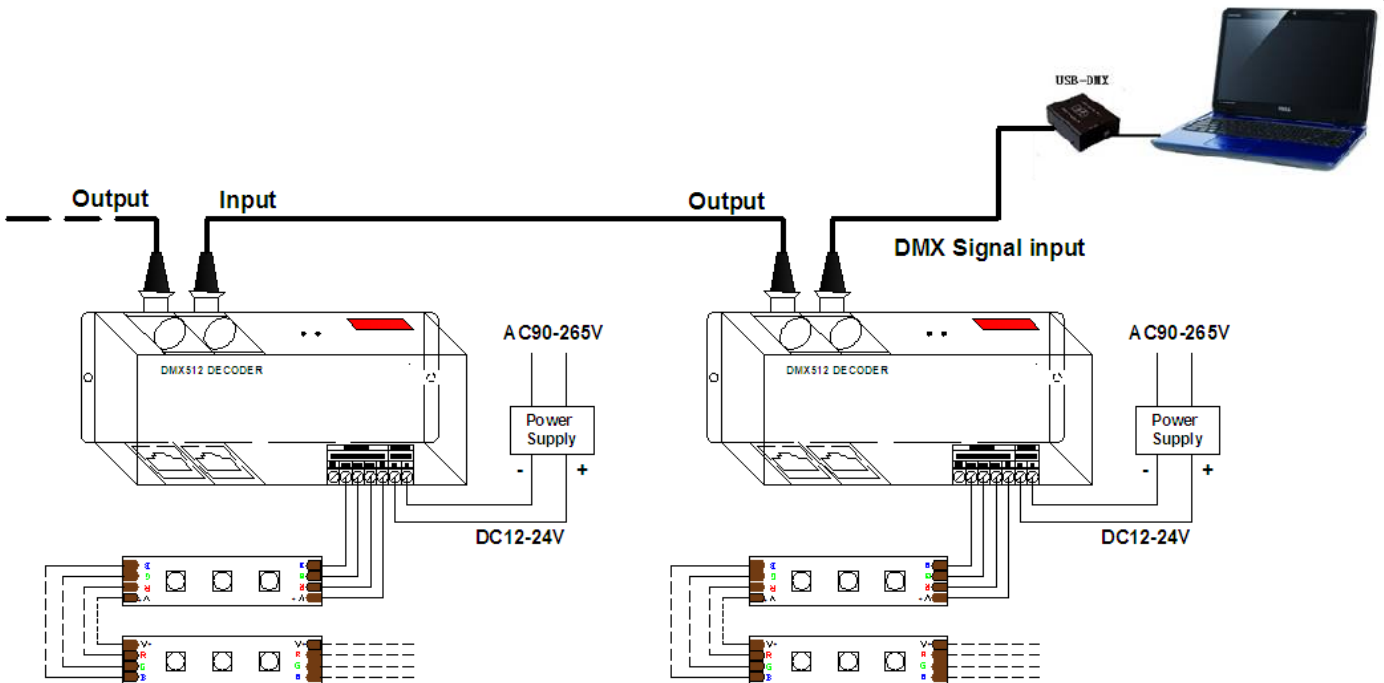 USB-DMX
Output
Input
Output
DMX Signal input
AC90-265V
AC90-265V
DMX512 DECODER
DMX512 DECODER
Power
Supply
Power
Supply
- +
- +
DC12-24V
DC12-24V
B
G
R
V+
B
G
R
V+
B
G
R
V+
B
G
R
V+
V-
R
G
B
V-
R
G
B
V-
R
G
B
V-
R
G
B